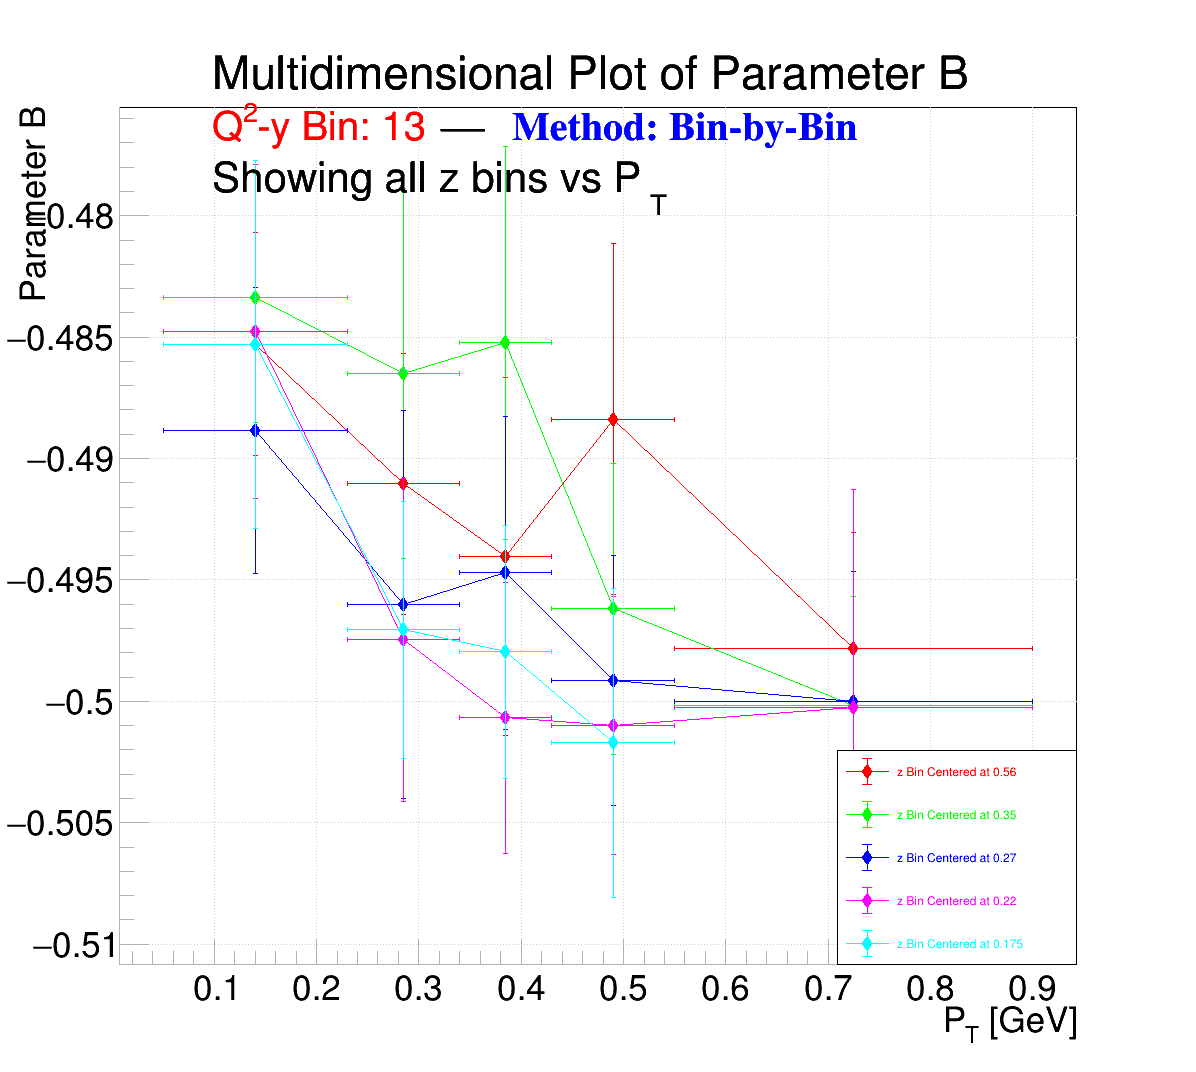 Multidimensional Plot of Parameter B
Q²-y Bin: 13 — Method: Bin-by-Bin
Showing all z bins vs P_T
Parameter B
−0.48
−0.485
−0.49
−0.495
−0.5
−0.505
−0.51
z Bin Centered at 0.56
z Bin Centered at 0.35
z Bin Centered at 0.27
z Bin Centered at 0.22
z Bin Centered at 0.175
0.1 0.2 0.3 0.4 0.5 0.6 0.7 0.8 0.9
P_T [GeV]